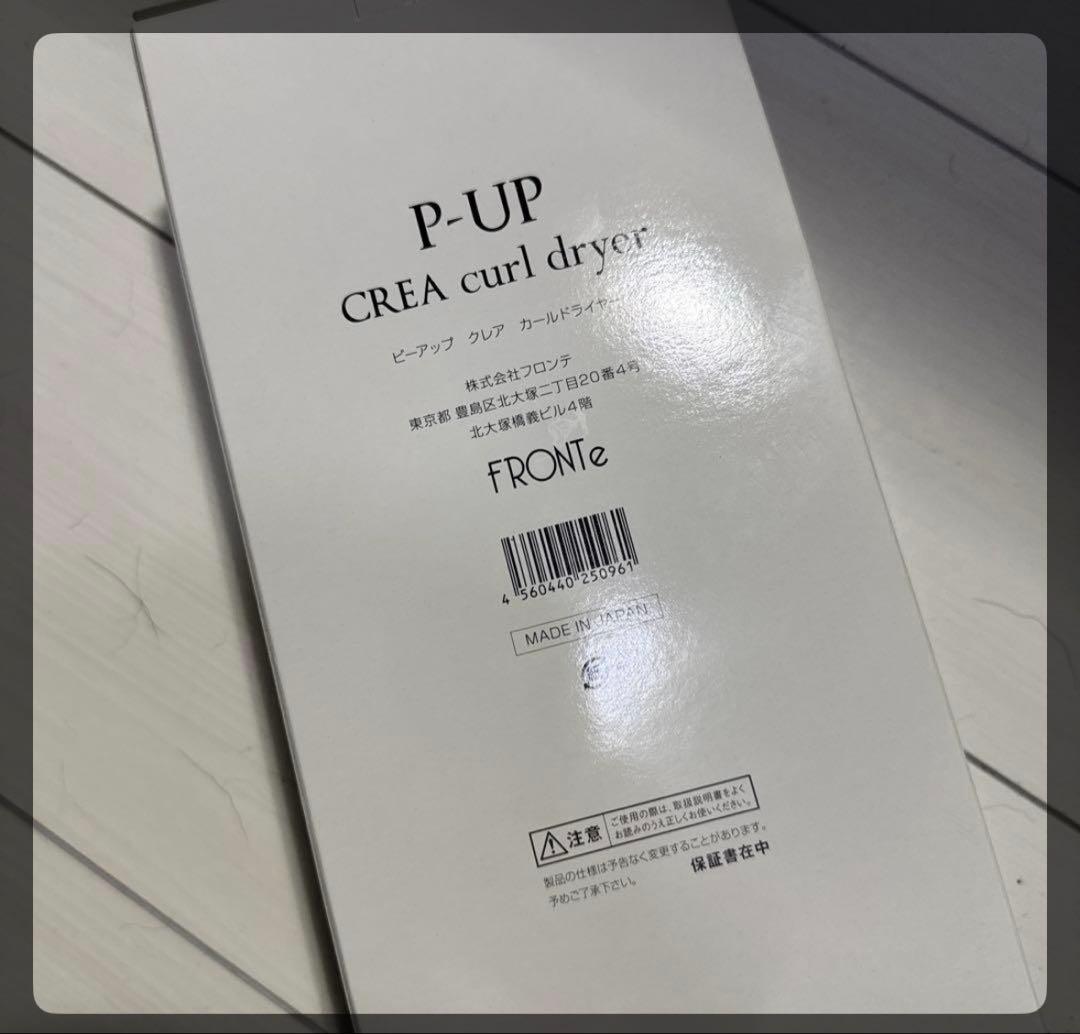 P-UP
CREA curl dryer
ピーアップ クレア カールドライヤー
株式会社フロンテ
東京都 豊島区北大塚二丁目20番4号
北大塚橋義ビル4階
FRONTe
4 560440 250961
MADE IN JAPAN
注意
ご使用の際は、取扱説明書をよく
お読みのうえ正しくお使いください。
製品の仕様は予告なく変更することがあります。
予めご了承下さい。
保証書在中